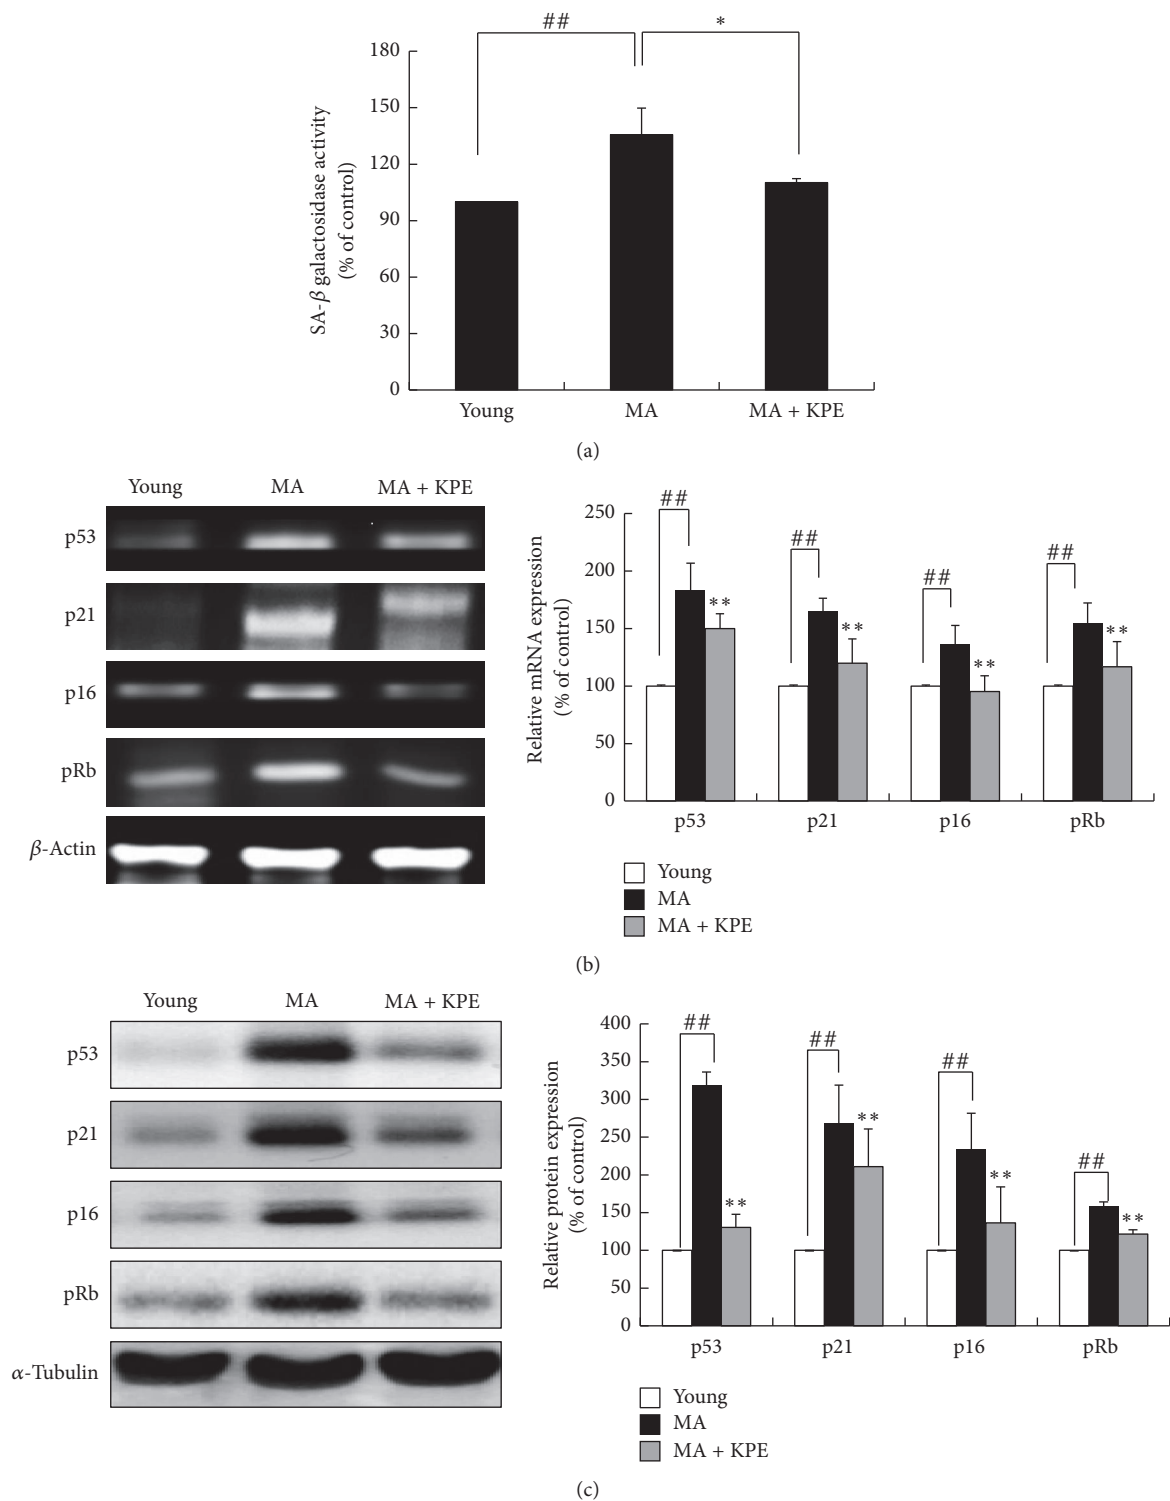 ## *
180
150
120
90
60
30
0
SA-β galactosidase activity
(% of control)
Young MA MA + KPE
(a)
Young MA MA + KPE
p53
p21
p16
pRb
β-Actin
250
200
150
100
50
0
Relative mRNA expression
(% of control)
## ## ## ##
** ** ** **
p53 p21 p16 pRb
Young
MA
MA + KPE
(b)
Young MA MA + KPE
p53
p21
p16
pRb
α-Tubulin
400
350
300
250
200
150
100
50
0
Relative protein expression
(% of control)
## ## ## ##
** ** ** **
p53 p21 p16 pRb
Young
MA
MA + KPE
(c)